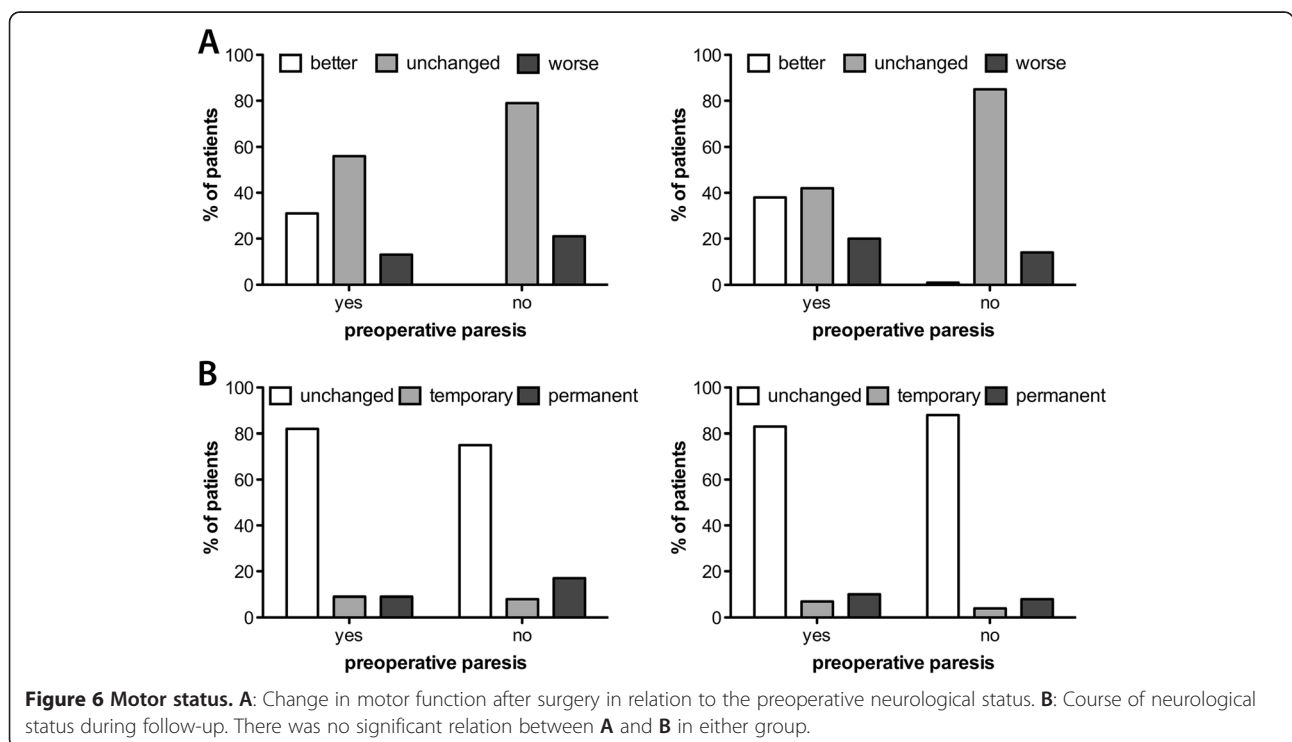 A
better unchanged worse
100
80
60
40
20
0
% of patients
yes no
preoperative paresis
better unchanged worse
100
80
60
40
20
0
% of patients
yes no
preoperative paresis
B
unchanged temporary permanent
100
80
60
40
20
0
% of patients
yes no
preoperative paresis
unchanged temporary permanent
100
80
60
40
20
0
% of patients
yes no
preoperative paresis
Figure 6 Motor status. A: Change in motor function after surgery in relation to the preoperative neurological status. B: Course of neurological
status during follow-up. There was no significant relation between A and B in either group.